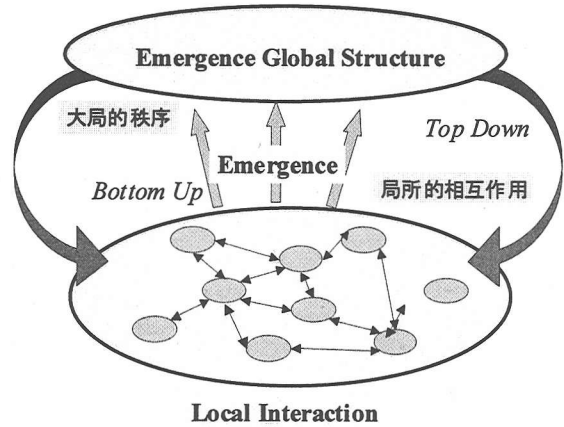 Emergence Global Structure
大局的秩序
Top Down
Emergence
Bottom Up
局所的相互作用
Local Interaction